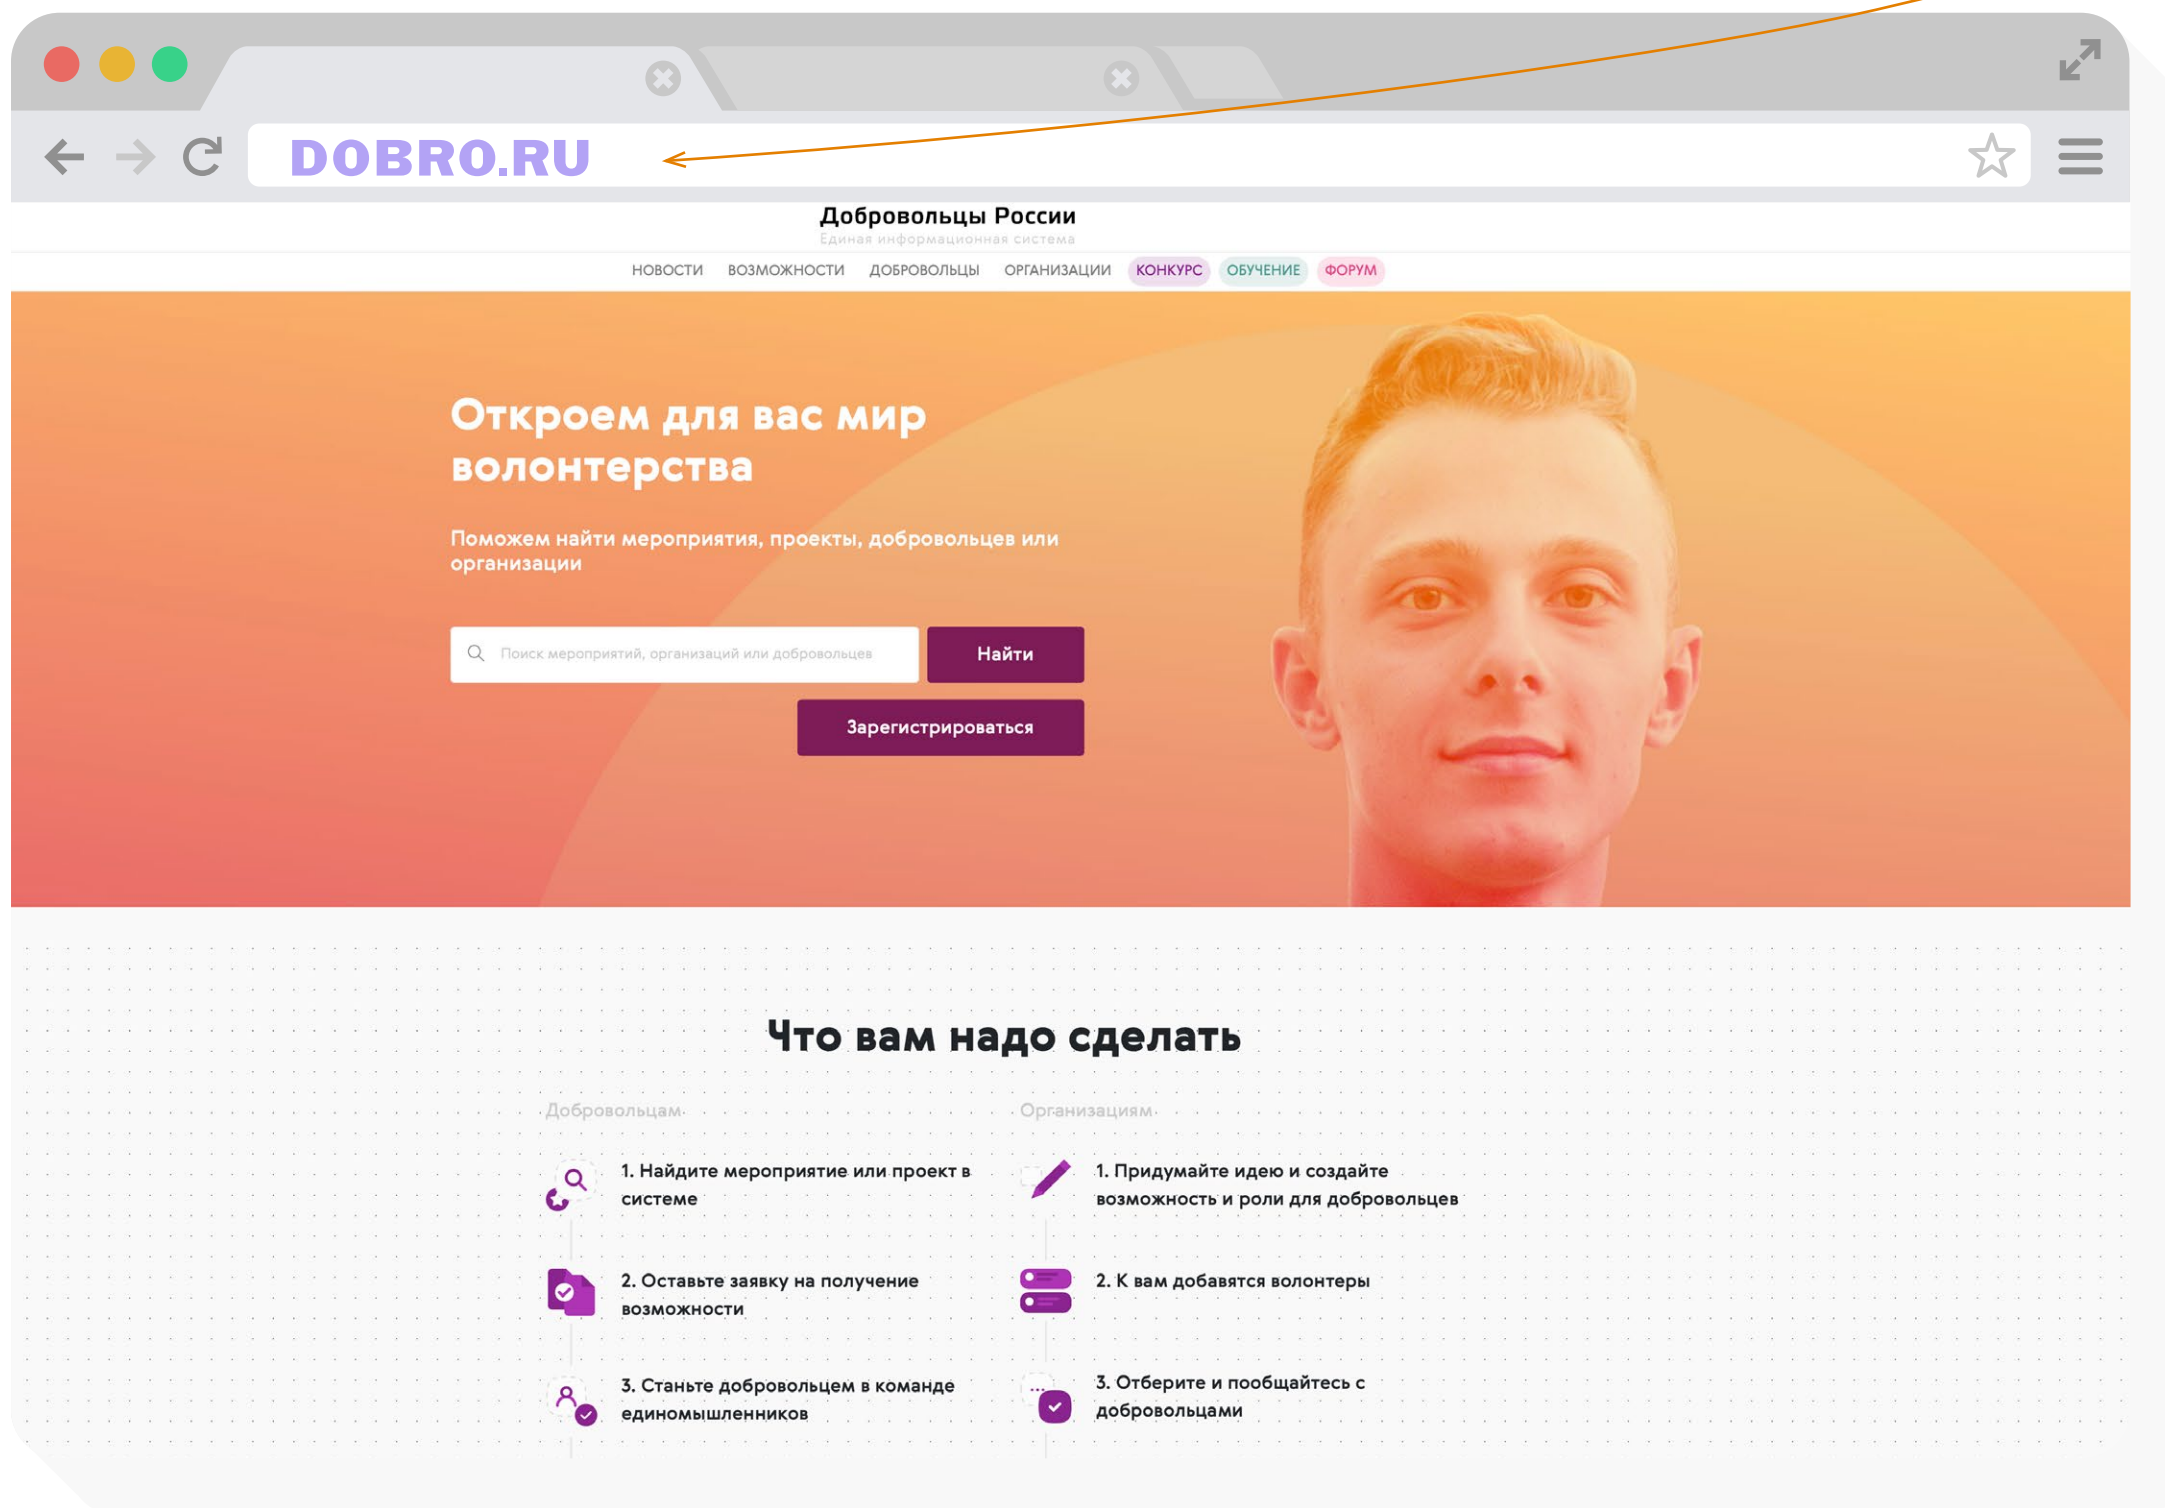 DOBRO.RU
Добровольцы России
Единая информационная система
НОВОСТИ ВОЗМОЖНОСТИ ДОБРОВОЛЬЦЫ ОРГАНИЗАЦИИ КОНКУРС ОБУЧЕНИЕ ФОРУМ
Откроем для вас мир
волонтерства
Поможем найти мероприятия, проекты, добровольцев или
организации
Поиск мероприятий, организаций или добровольцев
Найти
Зарегистрироваться
Что вам надо сделать
Добровольцам
1. Найдите мероприятие или проект в
системе
2. Оставьте заявку на получение
возможности
3. Станьте добровольцем в команде
единомышленников
Организациям
1. Придумайте идею и создайте
возможность и роли для добровольцев
2. К вам добавятся волонтеры
3. Отберите и пообщайтесь с
добровольцами